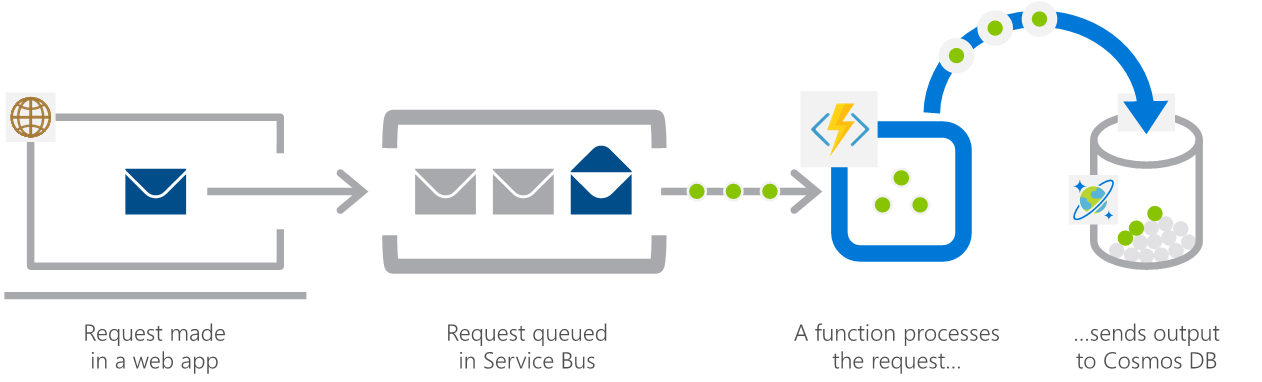 Request made
in a web app
Request queued
in Service Bus
A function processes
the request...
...sends output
to Cosmos DB